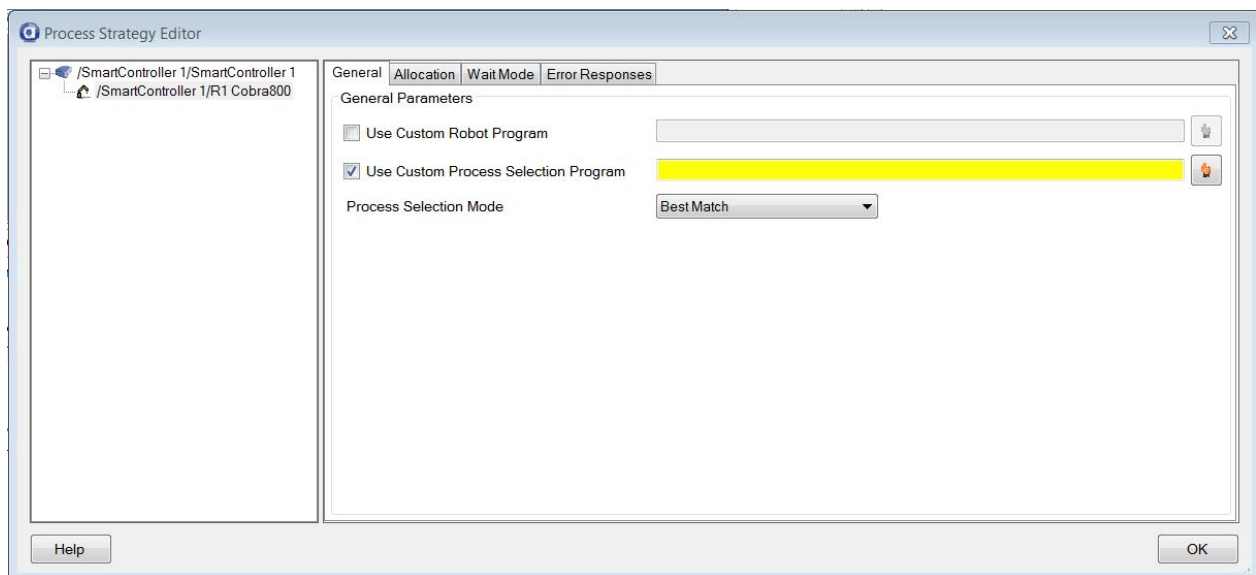 Process Strategy Editor
/SmartController 1/SmartController 1
/SmartController 1/R1 Cobra800
General Allocation Wait Mode Error Responses
General Parameters
Use Custom Robot Program
Use Custom Process Selection Program
Process Selection Mode Best Match
Help OK